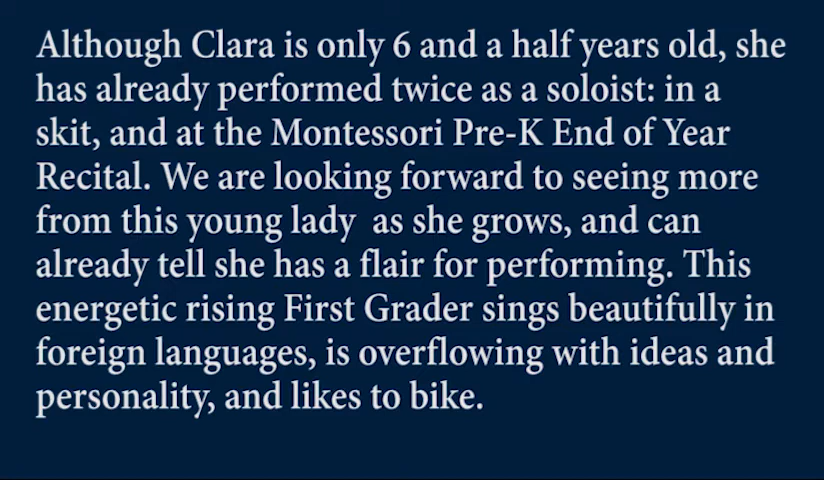 Although Clara is only 6 and a half years old, she
has already performed twice as a soloist: in a
skit, and at the Montessori Pre-K End of Year
Recital. We are looking forward to seeing more
from this young lady  as she grows, and can
already tell she has a flair for performing. This
energetic rising First Grader sings beautifully in
foreign languages, is overflowing with ideas and
personality, and likes to bike.